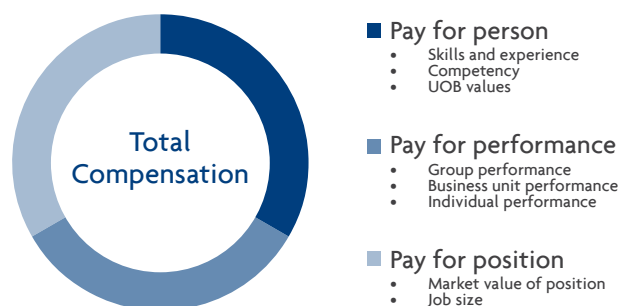 Total
Compensation
Pay for person
• Skills and experience
• Competency
• UOB values
Pay for performance
• Group performance
• Business unit performance
• Individual performance
Pay for position
• Market value of position
• Job size